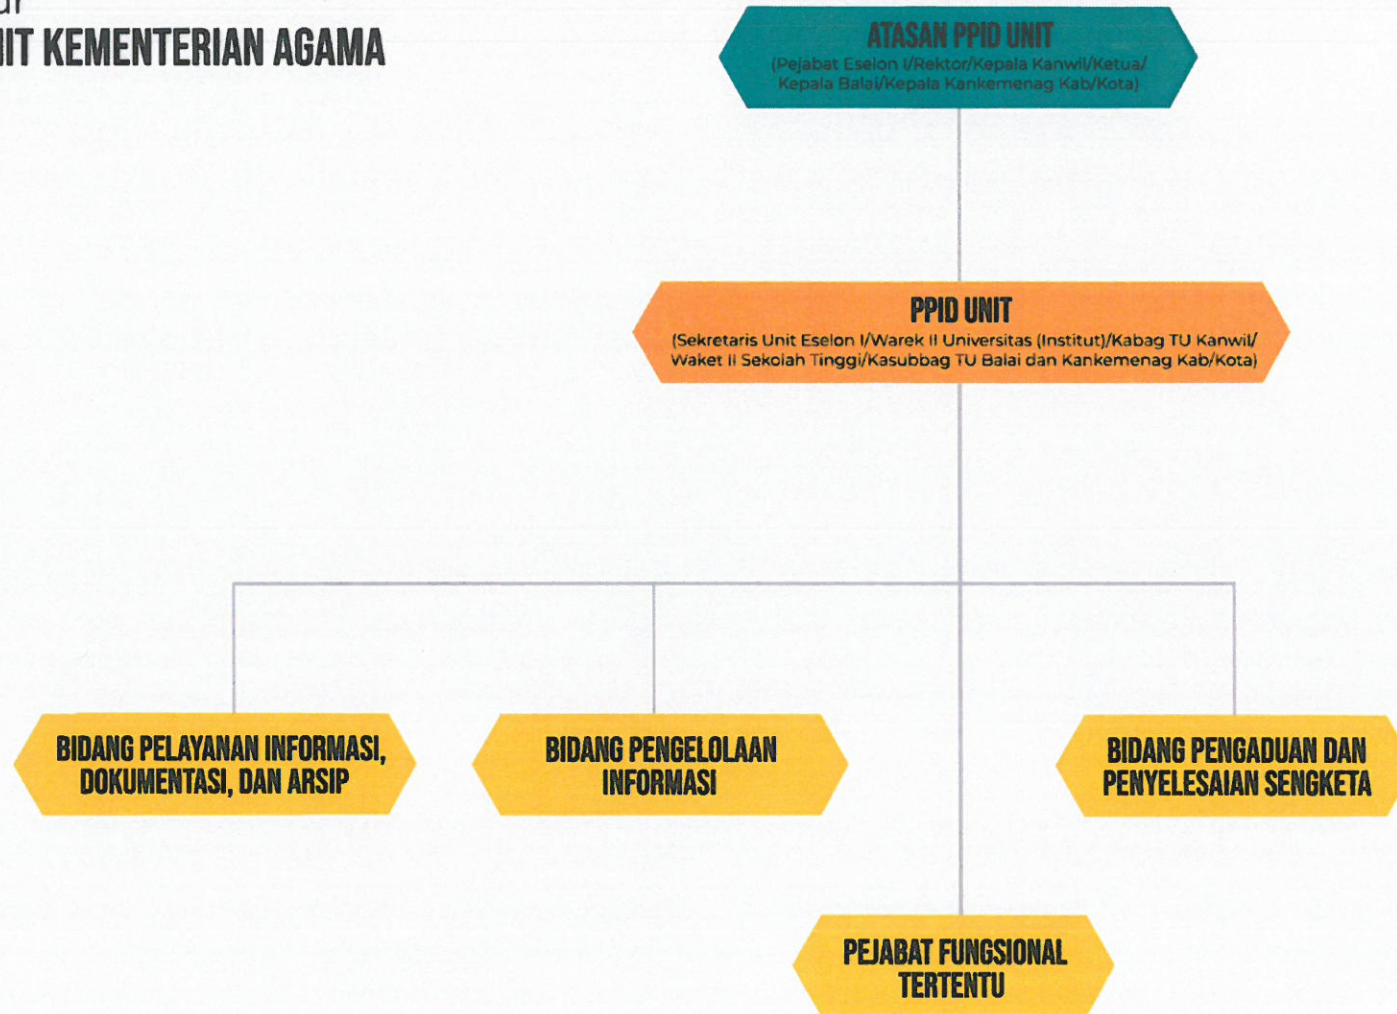 ur
NIT KEMENTERIAN AGAMA
ATASAN PPID UNIT
(Pejabat Eselon I/Rektor/Kepala Kanwil/Ketua/
Kepala Balai/Kepala Kankemenag Kab/Kota)
PPID UNIT
(Sekretaris Unit Eselon I/Warek II Universitas (Institut)/Kabag TU Kanwil/
Waket II Sekolah Tinggi/Kasubbag TU Balai dan Kankemenag Kab/Kota)
BIDANG PELAYANAN INFORMASI,
DOKUMENTASI, DAN ARSIP
BIDANG PENGELOLAAN
INFORMASI
BIDANG PENGADUAN DAN
PENYELESAIAN SENGKETA
PEJABAT FUNGSIONAL
TERTENTU